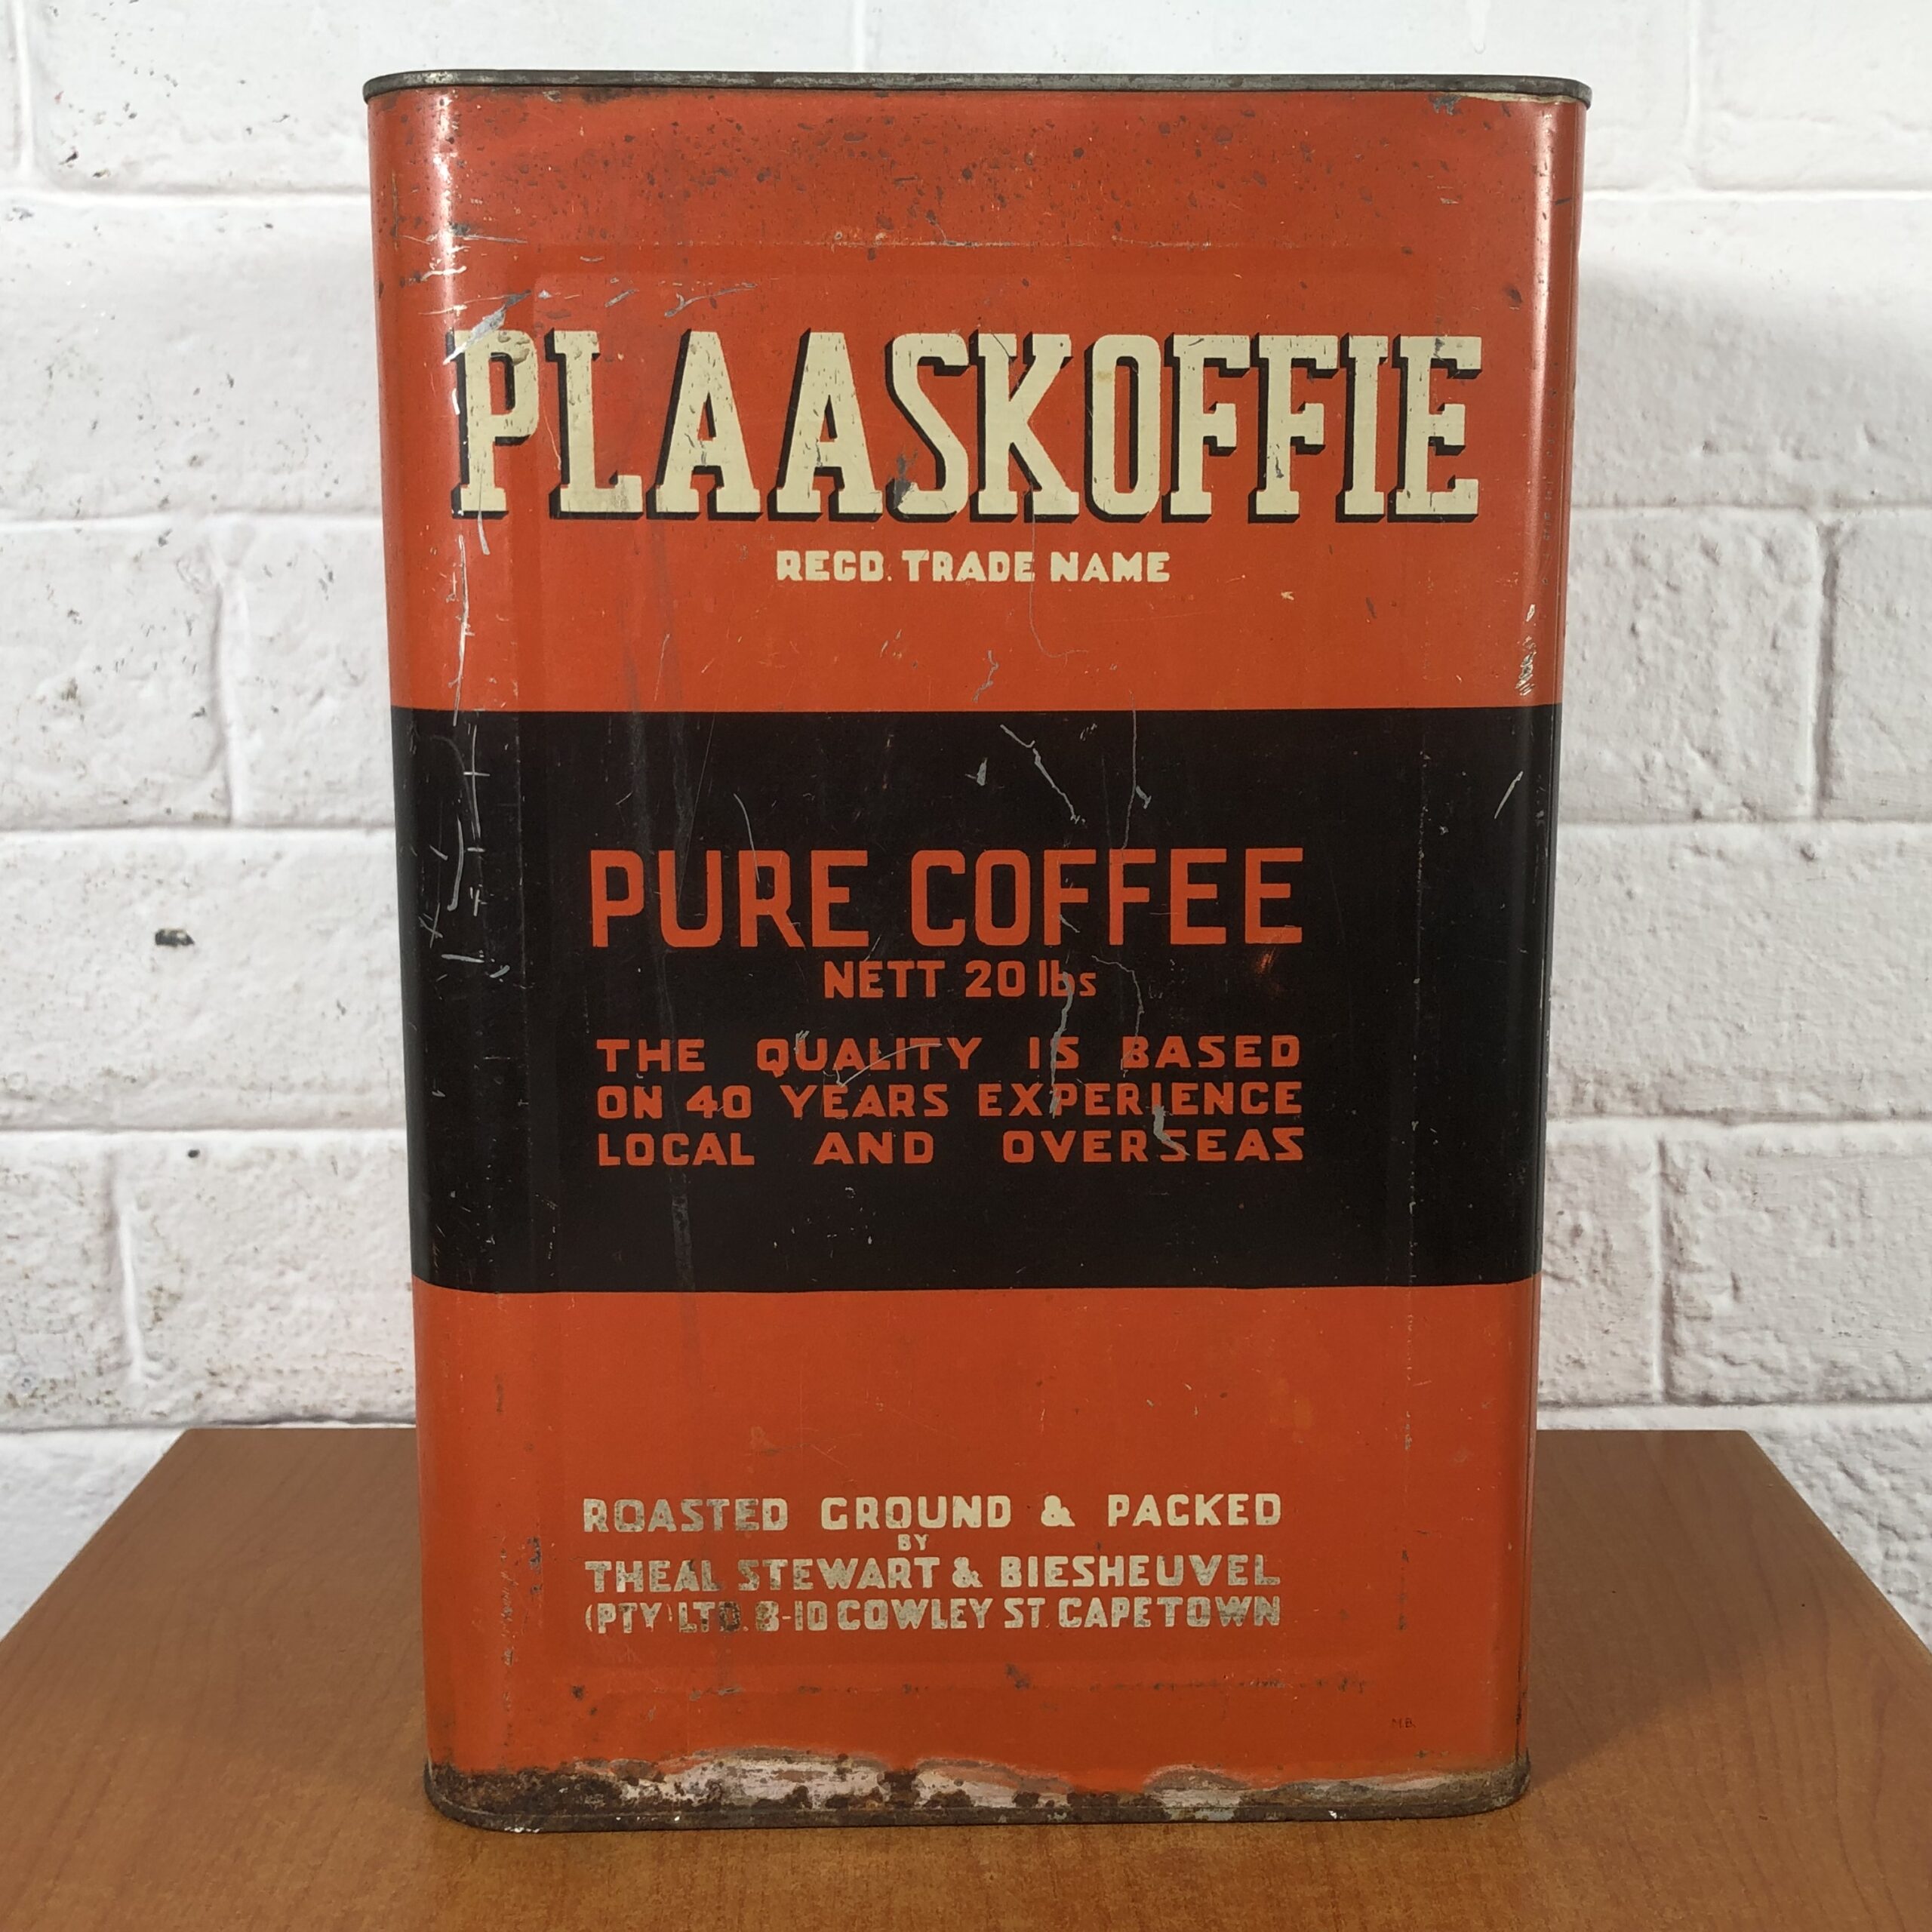 PLAASKOFFIE
REGD. TRADE NAME
PURE COFFEE
NETT 20 lbs
THE QUALITY IS BASED
ON 40 YEARS EXPERIENCE
LOCAL AND OVERSEAS
ROASTED GROUND & PACKED
BY
THEAL STEWART & BIESHEUVEL
(PTY) LTD. 8-10 COWLEY ST. CAPETOWN
M.B.